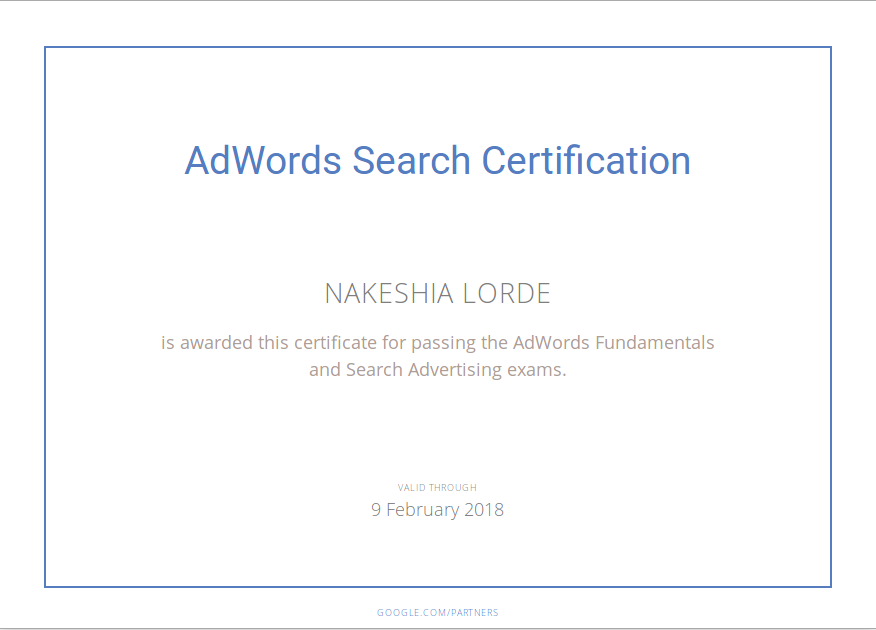 AdWords Search Certification
NAKESHIA LORDE
is awarded this certificate for passing the AdWords Fundamentals
and Search Advertising exams.
VALID THROUGH
9 February 2018
GOOGLE.COM/PARTNERS